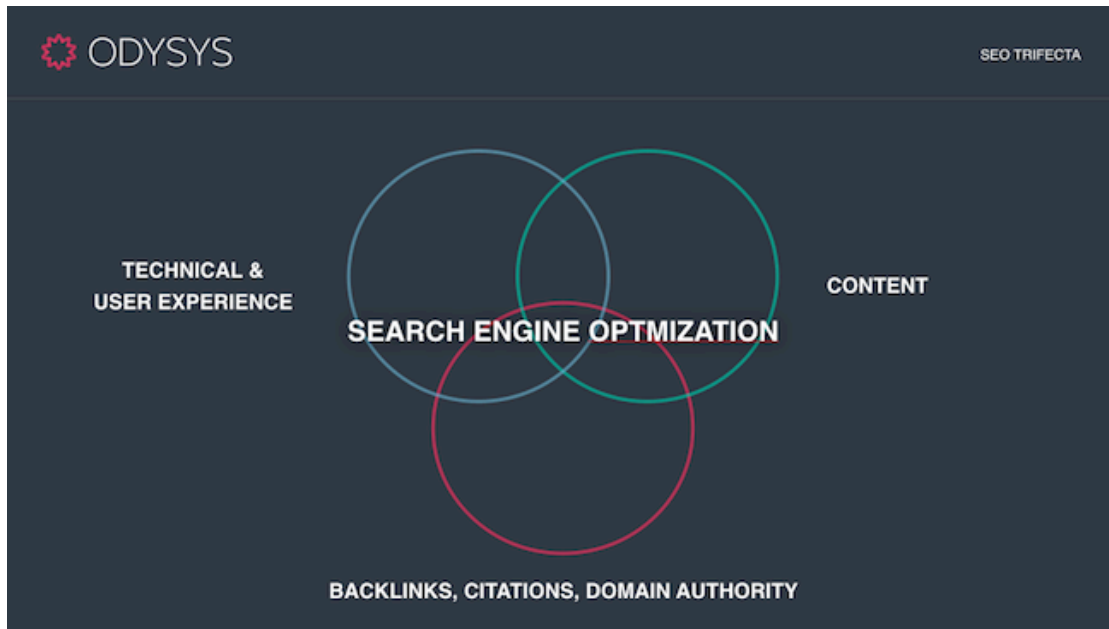 ODYSYS
SEO TRIFECTA
TECHNICAL &
USER EXPERIENCE
CONTENT
SEARCH ENGINE OPTMIZATION
BACKLINKS, CITATIONS, DOMAIN AUTHORITY